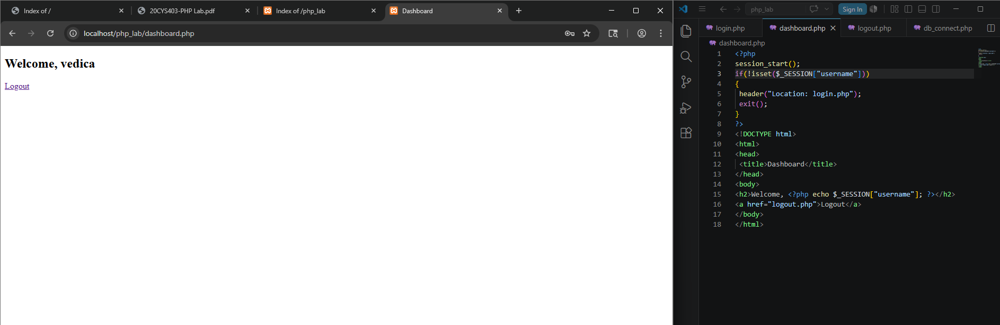 Index of /
20CYS403-PHP Lab.pdf
Index of /php_lab
Dashboard
localhost/php_lab/dashboard.php
Welcome, vedica
Logout
php_lab
Sign In
login.php
dashboard.php
logout.php
db_connect.php
dashboard.php
1 <?php
2 session_start();
3 if(!isset($_SESSION["username"]))
4 {
5 header("Location: login.php");
6 exit();
7 }
8 ?>
9 <!DOCTYPE html>
10 <html>
11 <head>
12 <title>Dashboard</title>
13 </head>
14 <body>
15 <h2>Welcome, <?php echo $_SESSION["username"]; ?></h2>
16 <a href="logout.php">Logout</a>
17 </body>
18 </html>